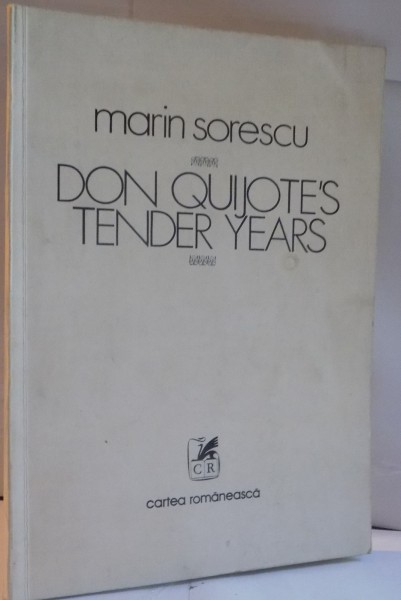 marin sorescu
DON QUIJOTE'S
TENDER YEARS
CR
cartea românească